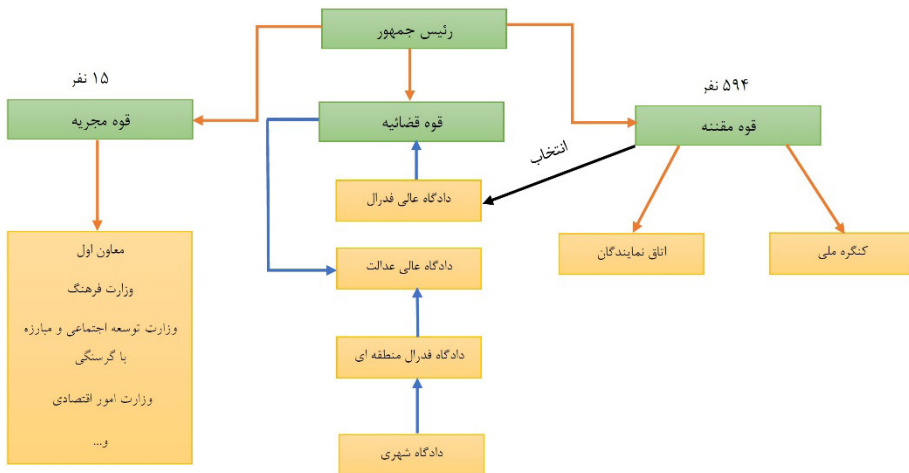 رئیس جمهور
۵۹۴ نفر
۱۵ نفر
قوه مقننه
قوه قضائیه
قوه مجریه
انتخاب
دادگاه عالی فدرال
کنگره ملی
اتاق نمایندگان
دادگاه عالی عدالت
دادگاه فدرال منطقه ای
دادگاه شهری
معاون اول
وزارت فرهنگ
وزارت توسعه اجتماعی و مبارزه
با گرسنگی
وزارت امور اقتصادی
و...